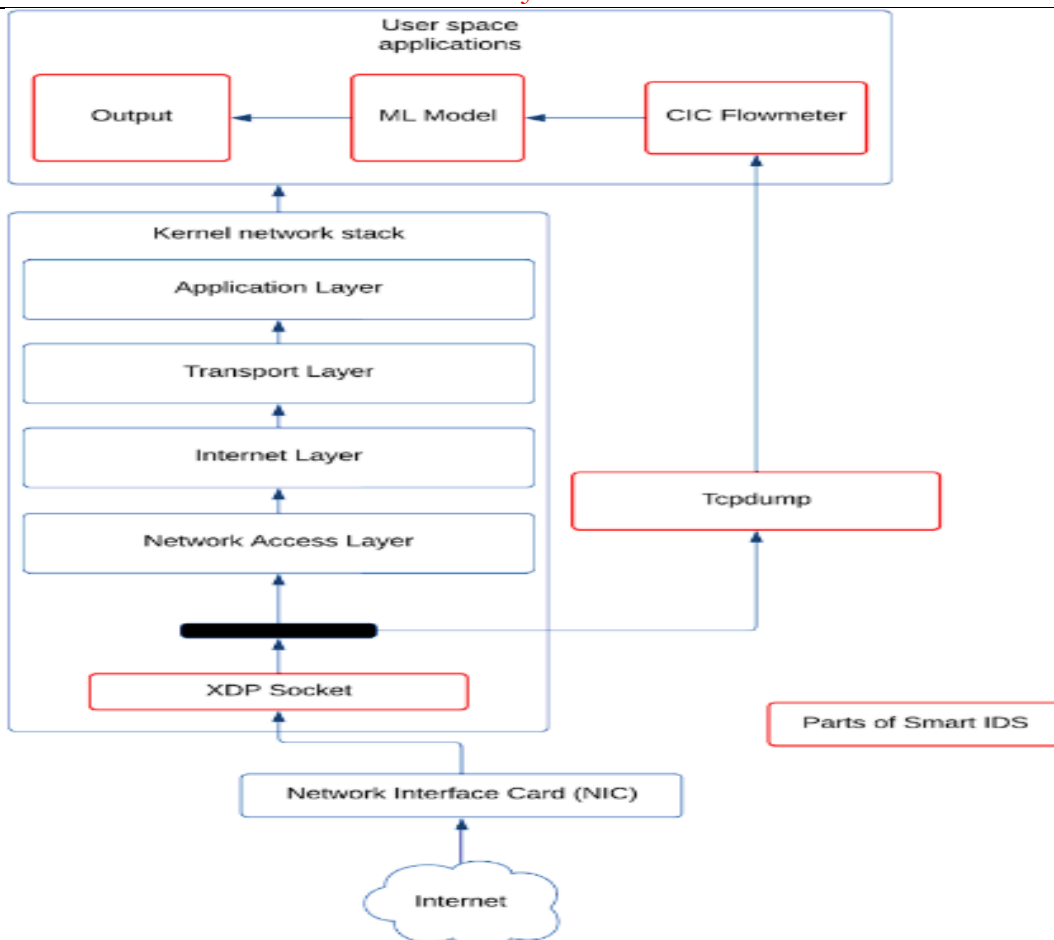 User space
applications
Output
ML Model
CIC Flowmeter
Kernel network stack
Application Layer
Transport Layer
Internet Layer
Network Access Layer
Tcpdump
XDP Socket
Parts of Smart IDS
Network Interface Card (NIC)
Internet